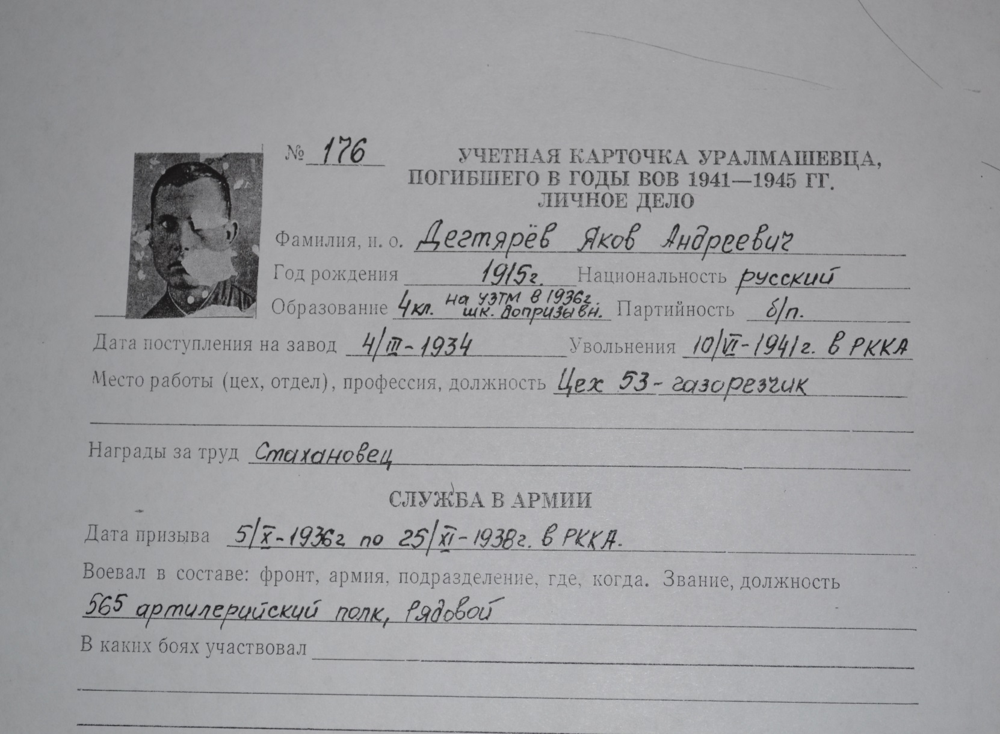 № 176
УЧЕТНАЯ КАРТОЧКА УРАЛМАШЕВЦА,
ПОГИБШЕГО В ГОДЫ ВОВ 1941—1945 ГГ.
ЛИЧНОЕ ДЕЛО
Фамилия, и. о. Дегтярёв Яков Андреевич
Год рождения 1915г. Национальность русский
Образование 4кл. на УЗТМ в 1936г. шк. допризывн. Партийность б/п.
Дата поступления на завод 4/III-1934 Увольнения 10/VI-1941г. в РККА
Место работы (цех, отдел), профессия, должность Цех 53- газорезчик
Награды за труд Стахановец
СЛУЖБА В АРМИИ
Дата призыва 5/X-1936г по 25/XI-1938г. в РККА.
Воевал в составе: фронт, армия, подразделение, где, когда. Звание, должность
565 артилерийский полк, Рядовой
В каких боях участвовал